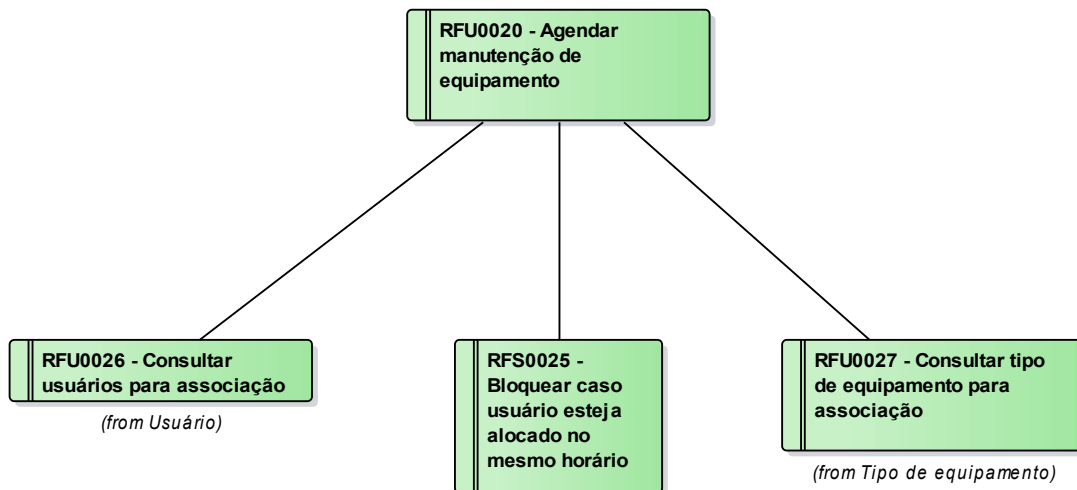 RFU0020 - Agendar
manutenção de
equipamento
RFU0026 - Consultar
usuários para associação
(from Usuário)
RFS0025 -
Bloquear caso
usuário esteja
alocado no
mesmo horário
RFU0027 - Consultar tipo
de equipamento para
associação
(from Tipo de equipamento)